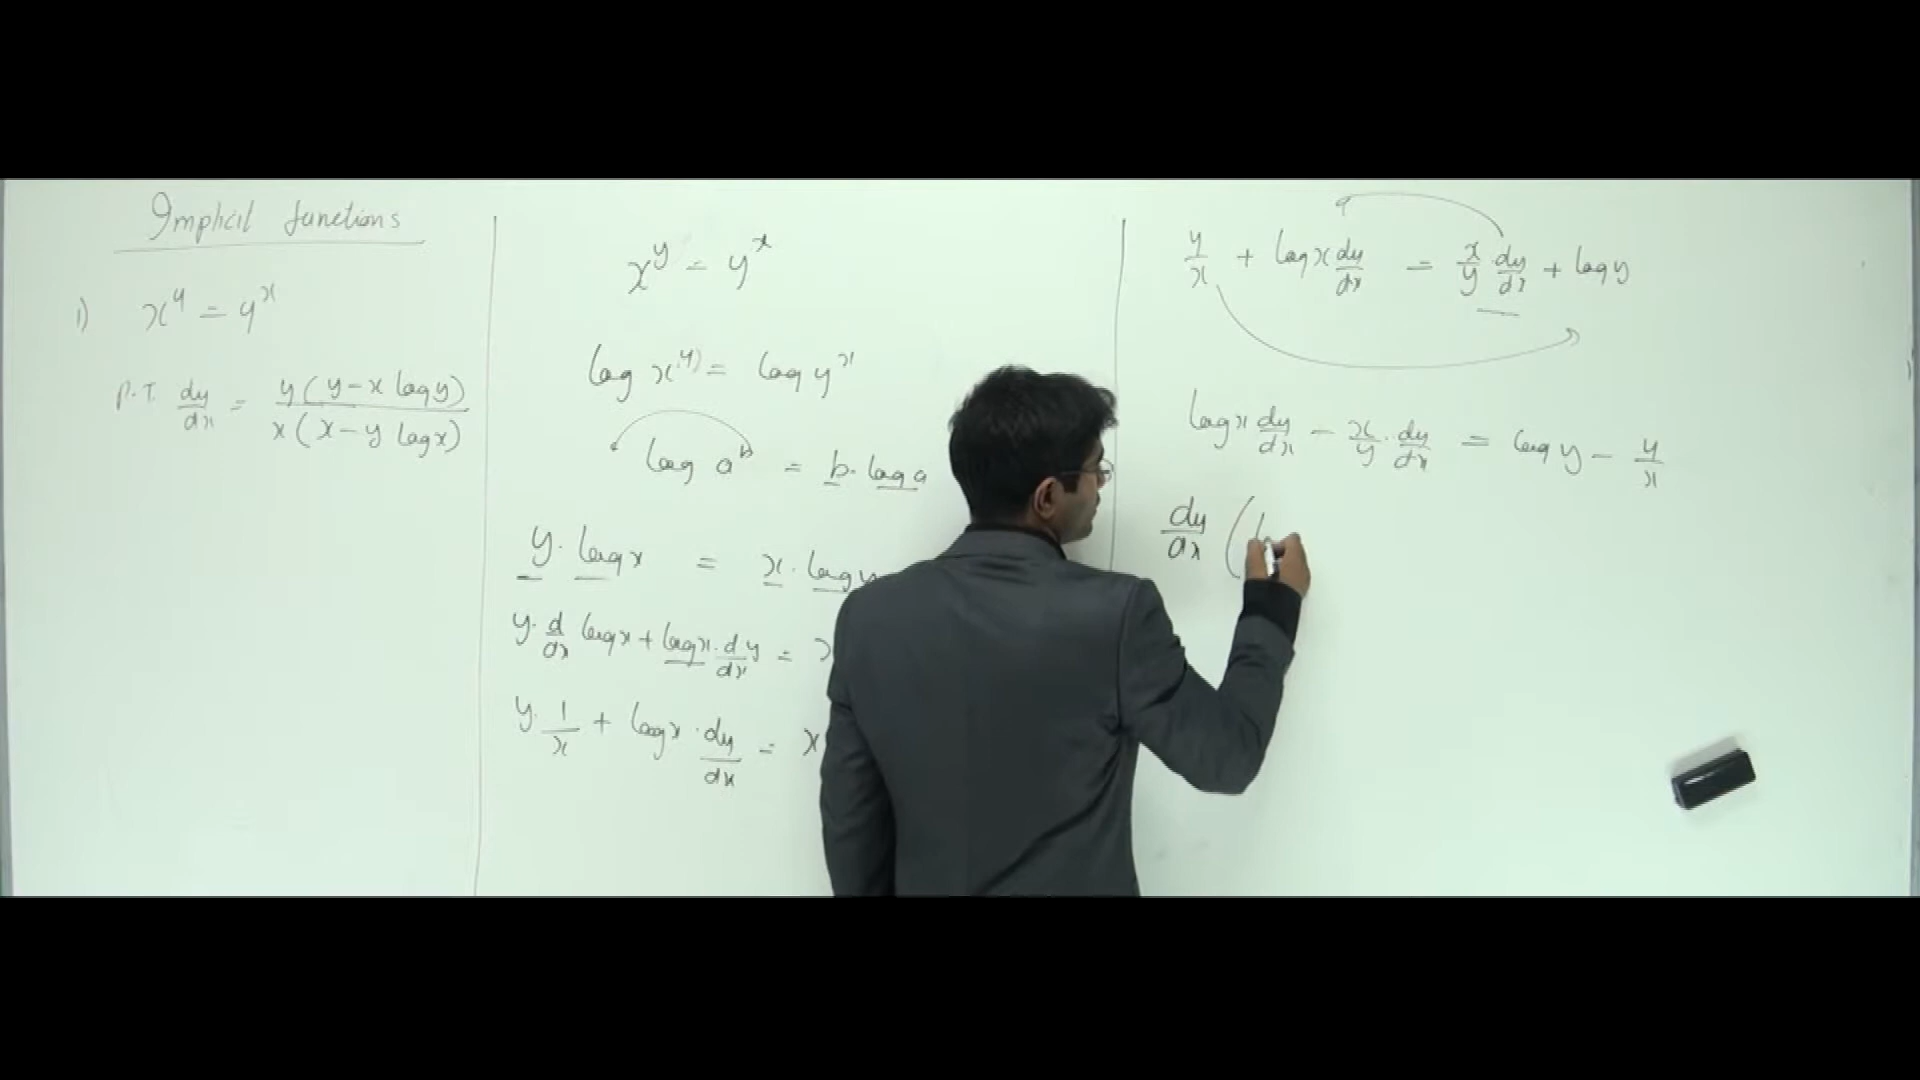 Implicit functions
1) x^y = y^x
P.T. dy/dx = y(y-x log y)/x(x-y log x)
x^y = y^x
log x^(y) = log y^x
log a^b = b. log a
y. log x = x. log y
y. d/dx log x + log x. d/dx y =
y. 1/x + log x. dy/dx = x
y/x + log x dy/dx = x/y dy/dx + log y
log x dy/dx - x/y. dy/dx = log y - y/x
dy/dx (